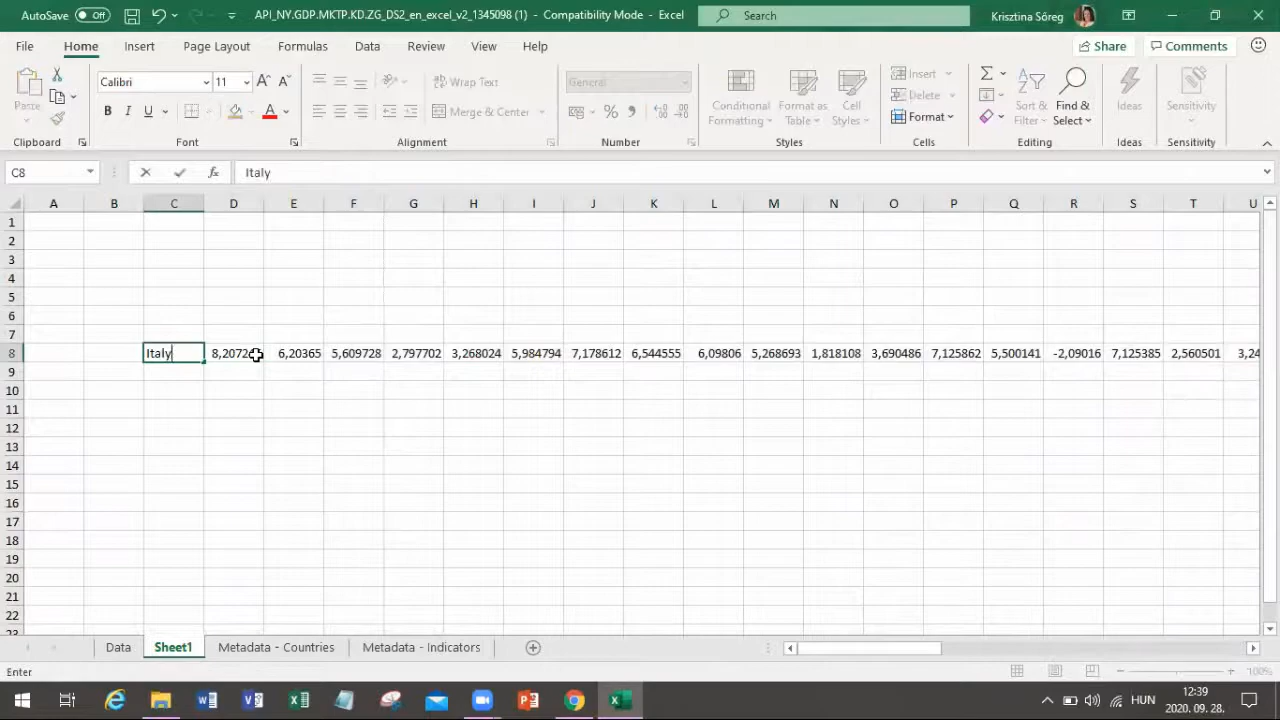 AutoSave Off API_NY.GDP.MKTP.KD.ZG_DS2_en_excel_v2_1345098 (1) - Compatibility Mode - Excel Search Krisztina Sőreg
File Home Insert Page Layout Formulas Data Review View Help Share Comments
Paste Calibri 11 Wrap Text General Conditional Formatting Format as Table Cell Styles Insert Sort & Filter Find & Select Ideas Sensitivity
B I U Merge & Center % Delete
Format
Clipboard Font Alignment Number Styles Cells Editing Ideas Sensitivity
C8 fx Italy
A B C D E F G H I J K L M N O P Q R S T U
1
2
3
4
5
6
7
8 Italy 6,20365 5,609728 2,797702 3,268024 5,984794 7,178612 6,544555 6,09806 5,268693 1,818108 3,690486 7,125862 5,500141 -2,09016 7,125385 2,560501 3,24
9
10
11
12
13
14
15
16
17
18
19
20
21
22
23
Data Sheet1 Metadata - Countries Metadata - Indicators
Enter 100%
HUN 12:39
2020. 09. 28.